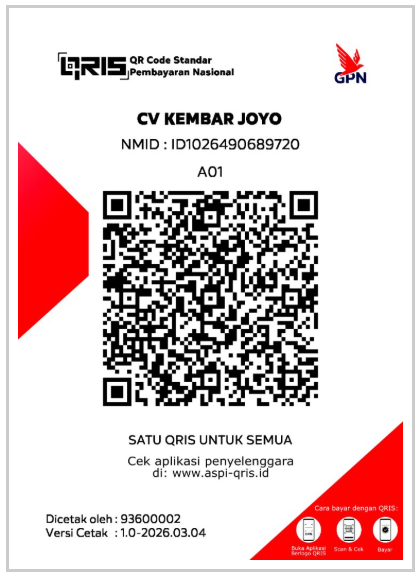 QRIS QR Code Standar
Pembayaran Nasional
GPN
CV KEMBAR JOYO
NMID : ID1026490689720
A01
SATU QRIS UNTUK SEMUA
Cek aplikasi penyelenggara
di: www.aspi-qris.id
Dicetak oleh : 93600002
Versi Cetak : 1.0-2026.03.04
Cara bayar dengan QRIS:
Buka Aplikasi
Berlogo QRIS
Scan & Cek
Bayar